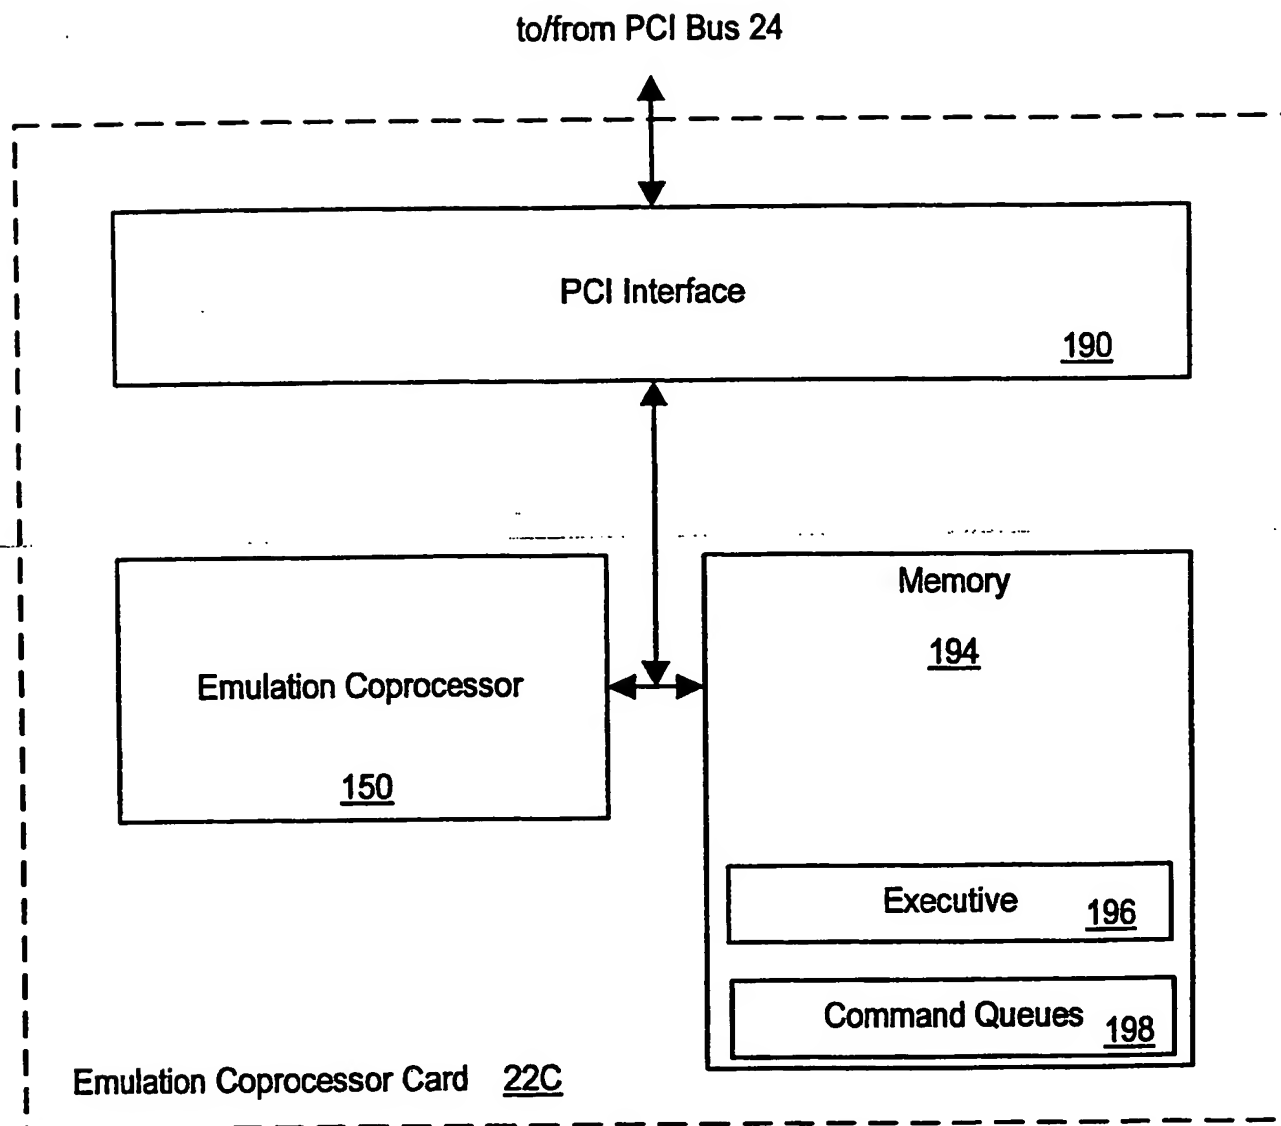 to/from PCI Bus 24
PCI Interface
190
Memory
194
Emulation Coprocessor
150
Executive 196
Command Queues 198
Emulation Coprocessor Card 22C